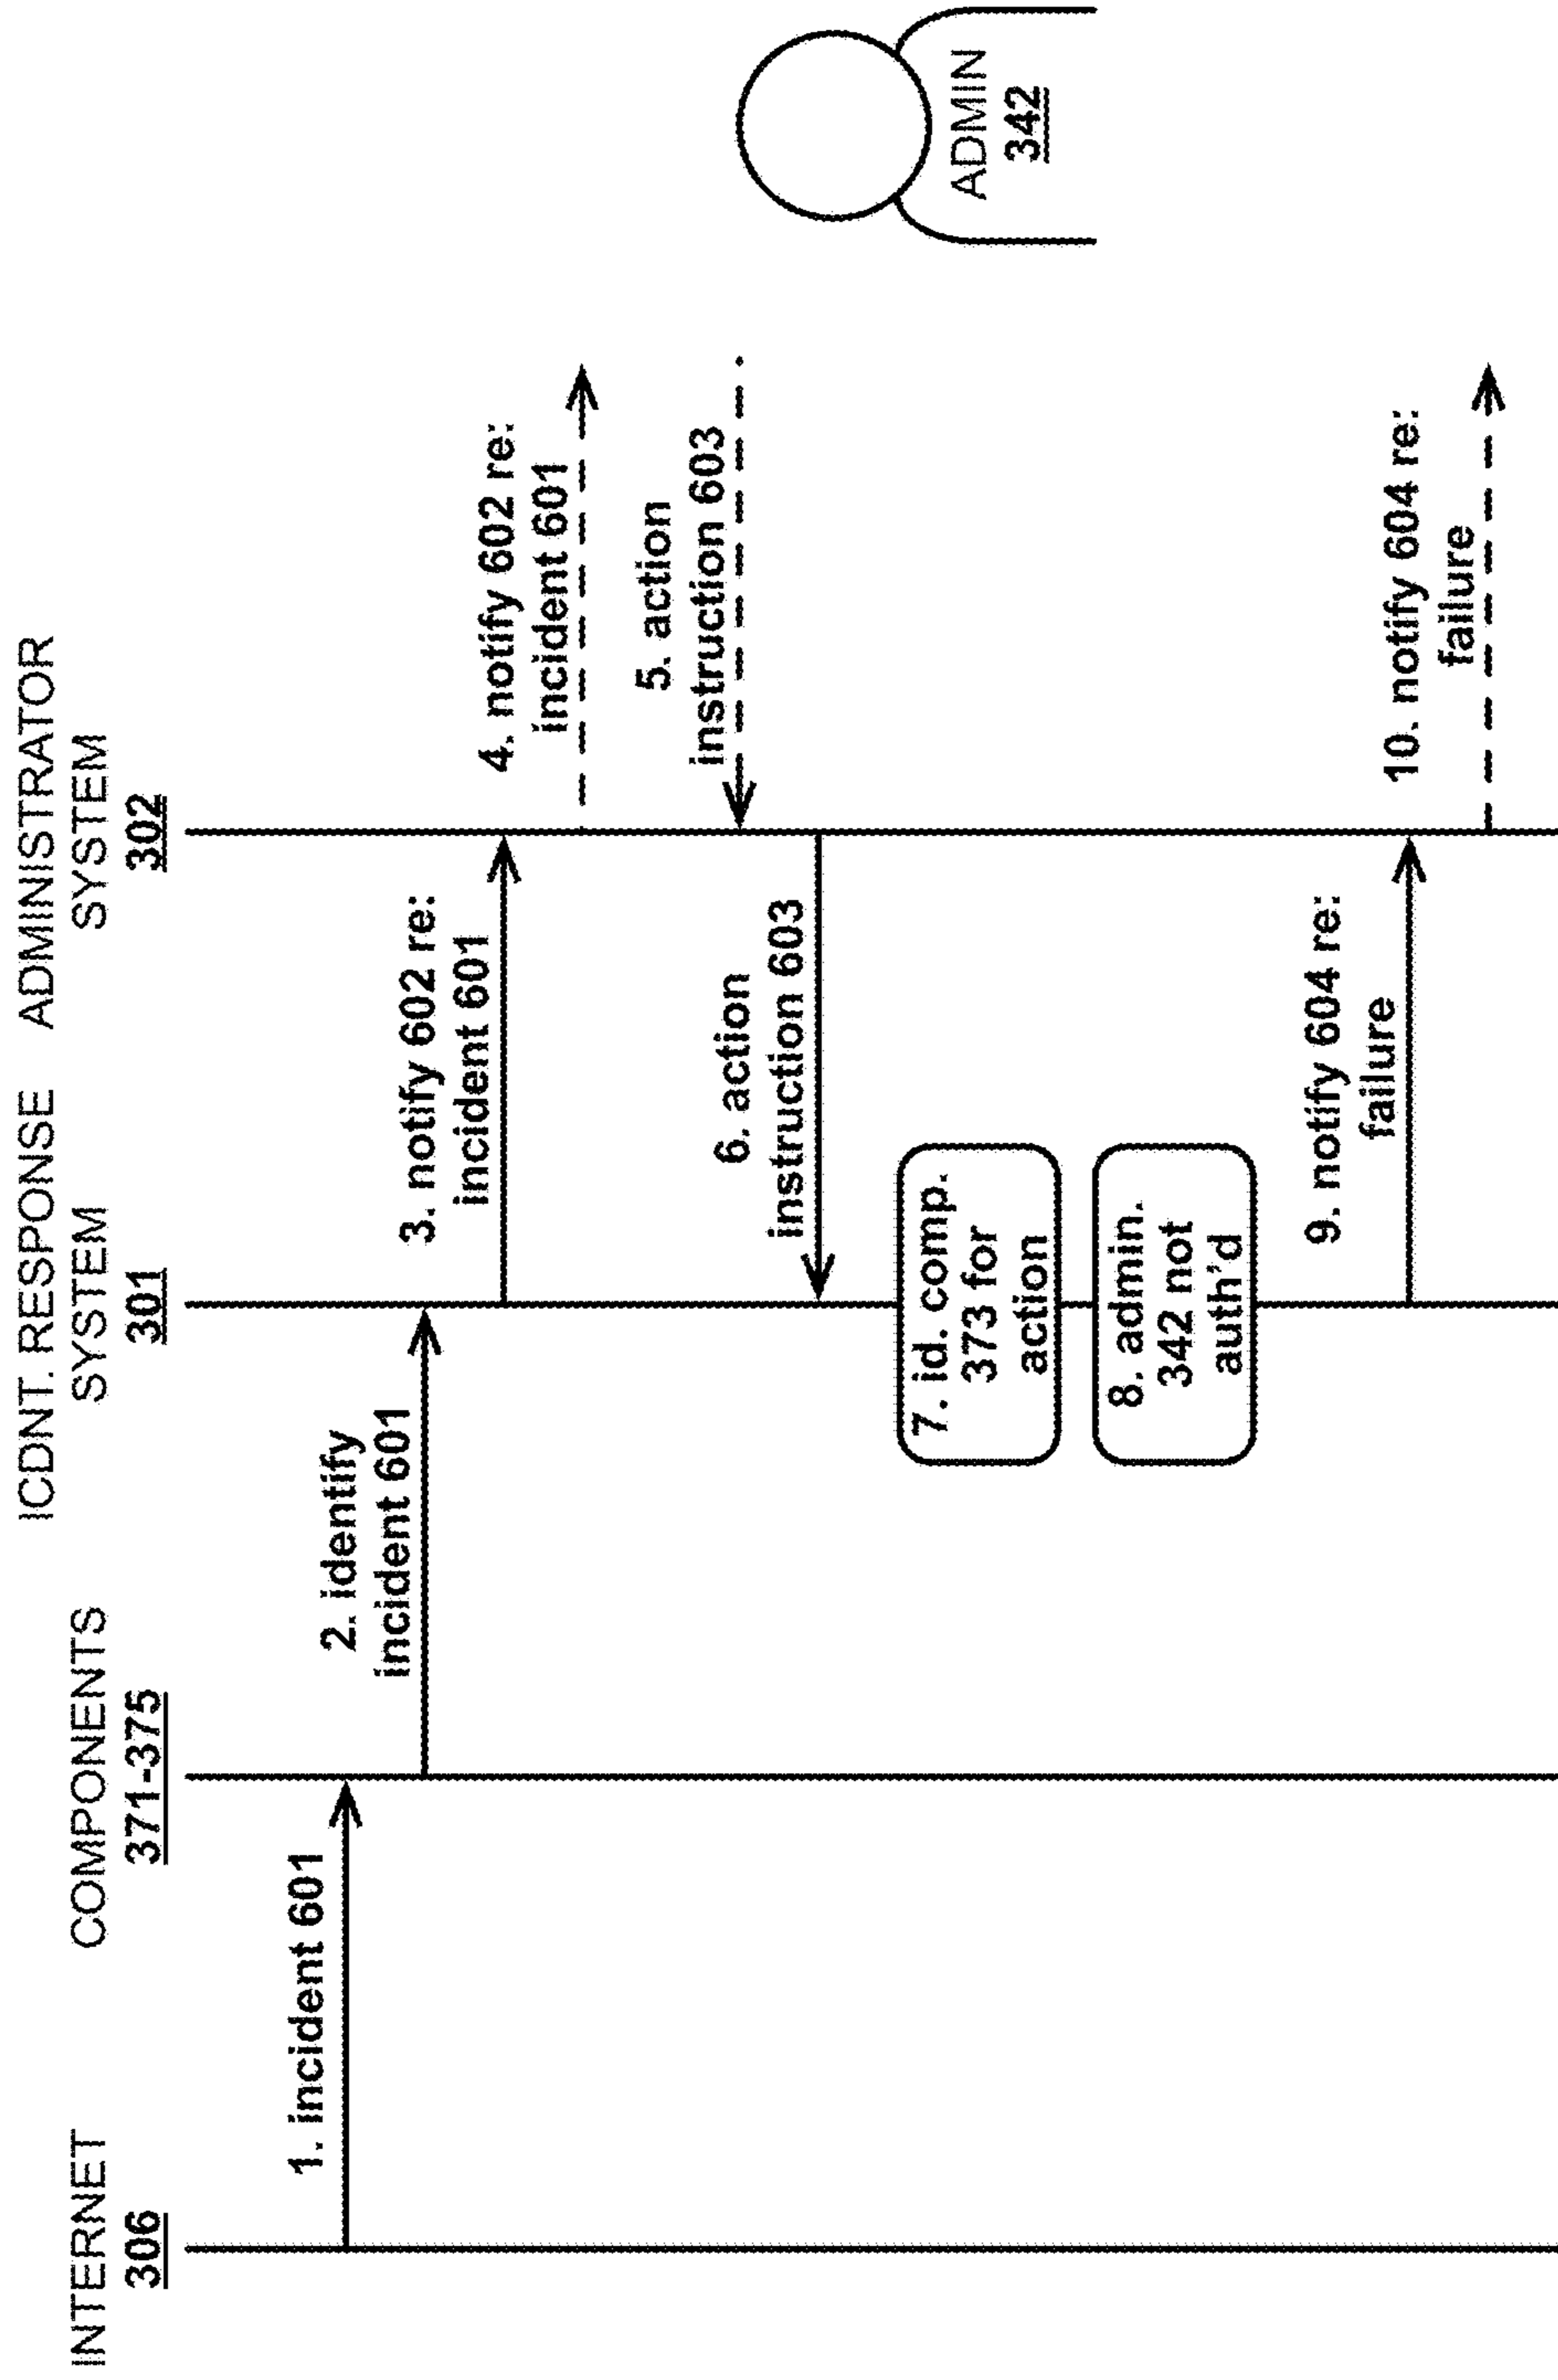 INTERNET
306
COMPONENTS
371-375
ICDNT. RESPONSE
SYSTEM
301
ADMINISTRATOR
SYSTEM
302
1. incident 601
2. identify
incident 601
3. notify 602 re:
incident 601
4. notify 602 re:
incident 601
5. action
instruction 603
6. action
instruction 603
7. id. comp.
373 for
action
8. admin.
342 not
auth'd
9. notify 604 re:
failure
10. notify 604 re:
failure
ADMIN
342